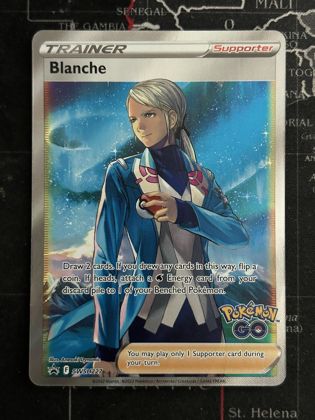 SENEGAL
THE GAMBIA
MALI
TRAINER
Supporter
Blanche
Draw 2 cards. If you drew any cards in this way, flip a
coin. If heads, attach a Energy card from your
discard pile to 1 of your Benched Pokémon.
POKÉMON
GO
You may play only 1 Supporter card during
your turn.
St. Helena